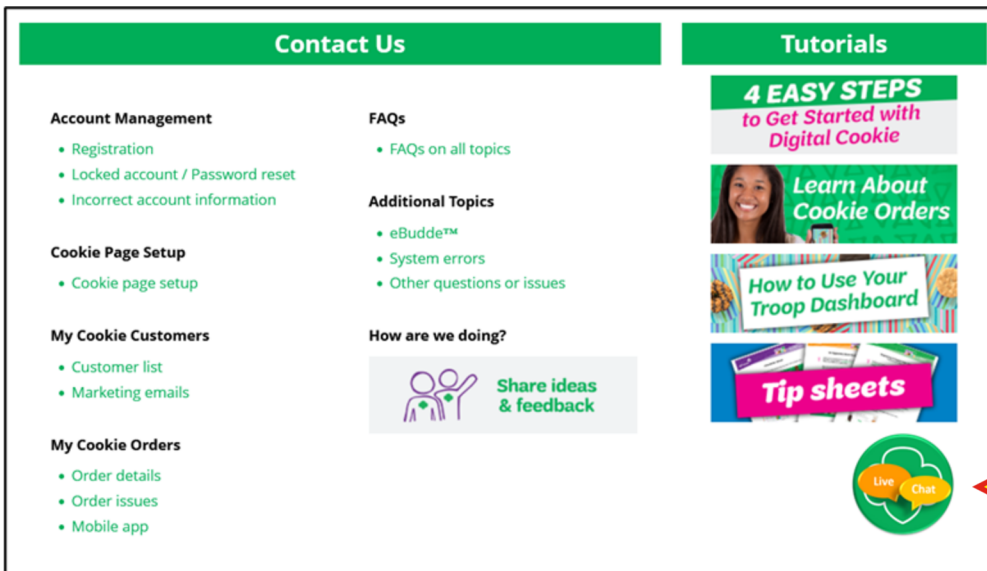 Contact Us
Account Management
• Registration
• Locked account / Password reset
• Incorrect account information
Cookie Page Setup
• Cookie page setup
My Cookie Customers
• Customer list
• Marketing emails
My Cookie Orders
• Order details
• Order issues
• Mobile app
FAQs
• FAQs on all topics
Additional Topics
• eBudde™
• System errors
• Other questions or issues
How are we doing?
Share ideas
& feedback
Tutorials
4 EASY STEPS
to Get Started with
Digital Cookie
Learn About
Cookie Orders
How to Use Your
Troop Dashboard
Tip sheets
Live
Chat